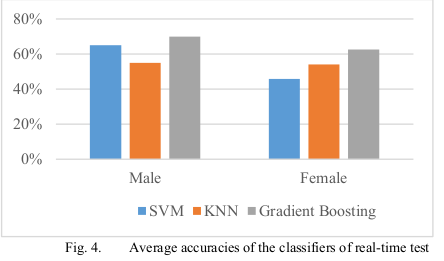 80%
60%
40%
20%
0%
Male Female
SVM KNN Gradient Boosting
Fig. 4. Average accuracies of the classifiers of real-time test